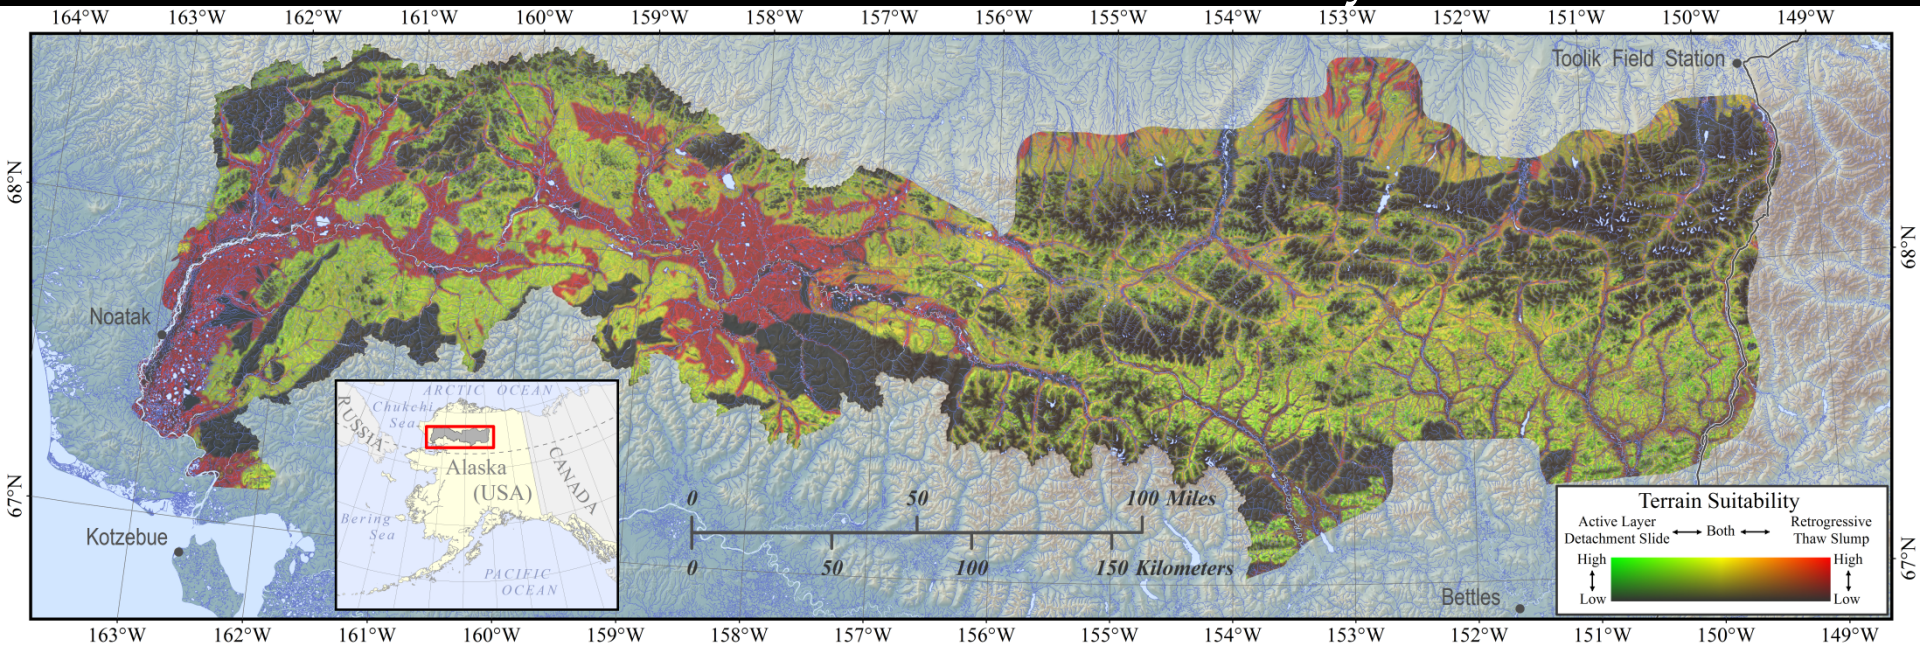 164°W 163°W 162°W 161°W 160°W 159°W 158°W 157°W 156°W 155°W 154°W 153°W 152°W 151°W 150°W 149°W
Toolik Field Station
68°N
68°N
Noatak
ARCTIC OCEAN
Chukchi
Sea
RUSSIA
Alaska
(USA)
CANADA
Bering
Sea
PACIFIC
OCEAN
67°N
Kotzebue
0 50 100 Miles
0 50 100 150 Kilometers
Bettles
67°N
Terrain Suitability
Active Layer
Detachment Slide
Both
Retrogressive
Thaw Slump
High High
Low Low
163°W 162°W 161°W 160°W 159°W 158°W 157°W 156°W 155°W 154°W 153°W 152°W 151°W 150°W 149°W